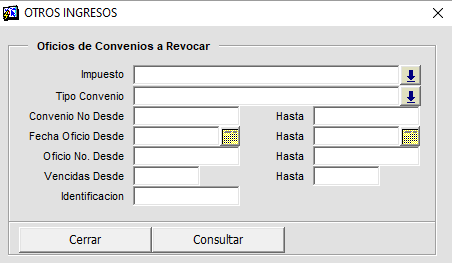 OTROS INGRESOS
Oficios de Convenios a Revocar
Impuesto
Tipo Convenio
Convenio No Desde Hasta
Fecha Oficio Desde Hasta
Oficio No. Desde Hasta
Vencidas Desde Hasta
Identificacion
Cerrar Consultar